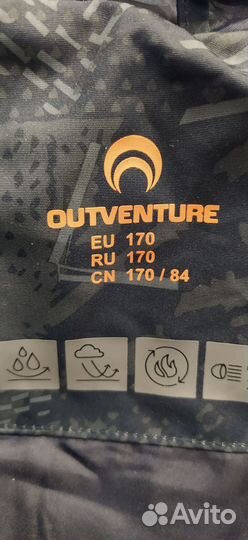 OUTVENTURE
EU 170
RU 170
CN 170 / 84
Avito